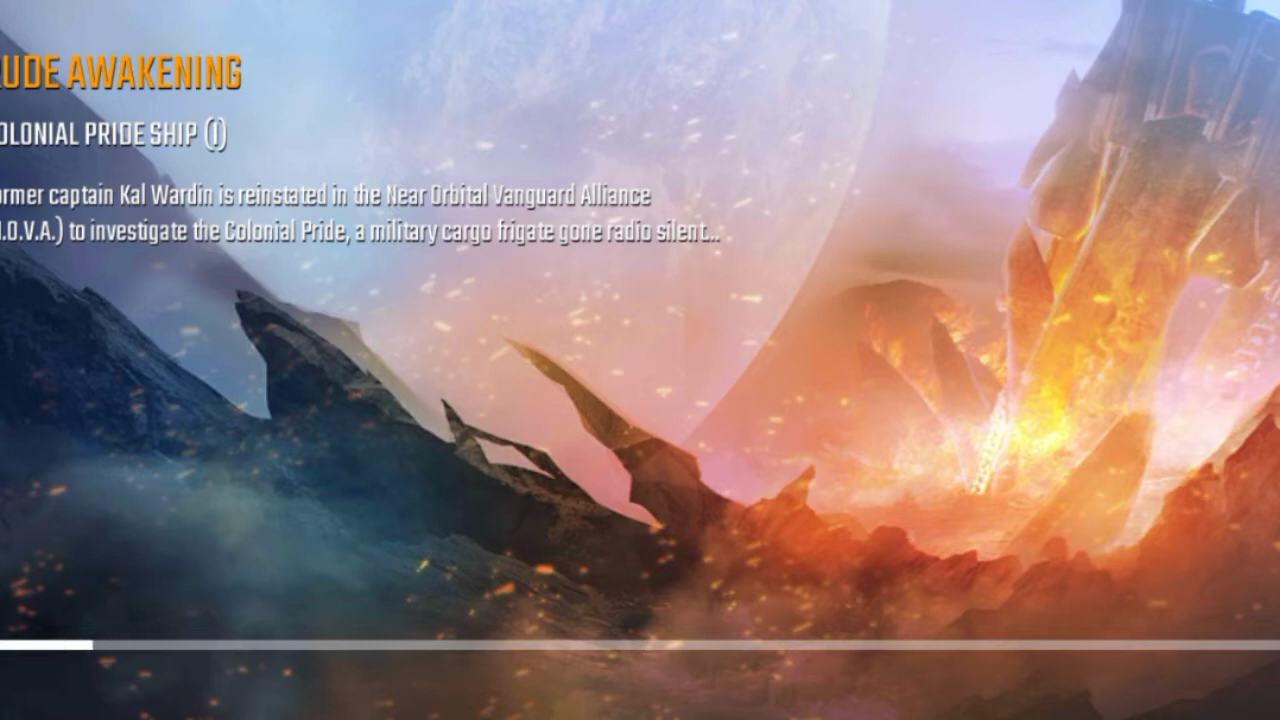 UDE AWAKENING
OLONIAL PRIDE SHIP (I)
ormer captain Kal Wardin is reinstated in the Near Orbital Vanguard Alliance
.O.V.A.) to investigate the Colonial Pride, a military cargo frigate gone radio silent...